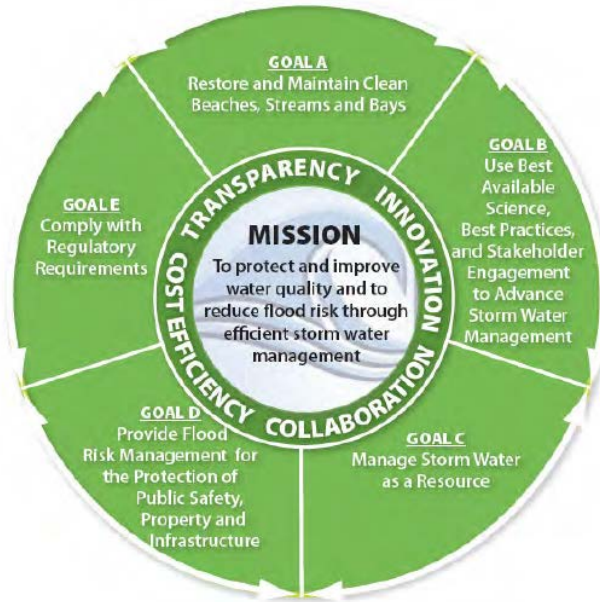 GOAL A
Restore and Maintain Clean
Beaches, Streams and Bays
GOAL B
Use Best
Available
Science,
Best Practices,
and Stakeholder
Engagement
to Advance
Storm Water
Management
GOAL C
Manage Storm Water
as a Resource
GOAL D
Provide Flood
Risk Management for
the Protection of
Public Safety,
Property and
Infrastructure
GOAL E
Comply with
Regulatory
Requirements
TRANSPARENCY
INNOVATION
COLLABORATION
COST EFFICIENCY
MISSION
To protect and improve
water quality and to
reduce flood risk through
efficient storm water
management